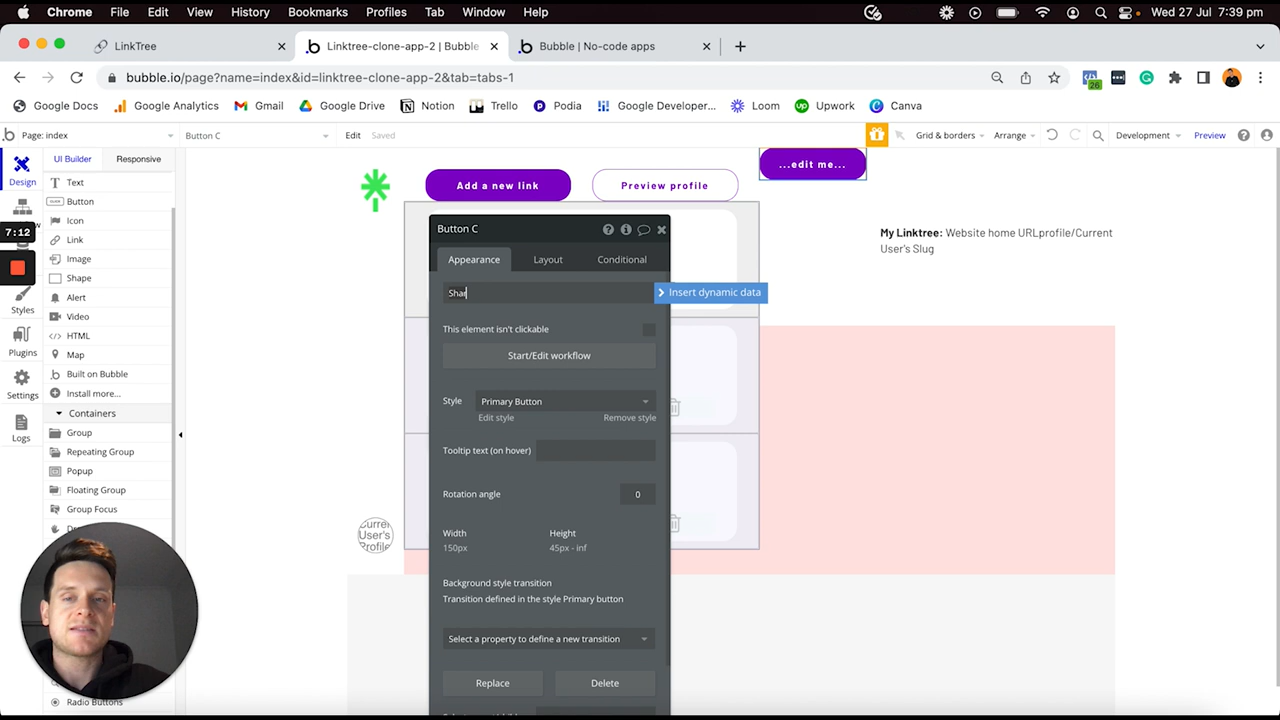 Chrome File Edit View History Bookmarks Profiles Tab Window Help Wed 27 Jul 7:39 pm
LinkTree Linktree-clone-app-2 | Bubble Bubble | No-code apps
bubble.io/page?name=index&id=linktree-clone-app-2&tab=tabs-1 26
Google Docs Google Analytics Gmail Google Drive Notion Trello Podia Google Developer... Loom Upwork Canva
Page: index Button C Edit Saved Grid & borders Arrange Development Preview
UI Builder Responsive
Design
7:12
Styles
Plugins
Settings
Logs
Text
Button
Icon
Link
Image
Shape
Alert
Video
HTML
Map
Built on Bubble
Install more...
Containers
Group
Repeating Group
Popup
Floating Group
Group Focus
Radio Buttons
...edit me...
Add a new link Preview profile
My Linktree: Website home URLprofile/Current
User's Slug
Current
User's
Profile
Button C
Appearance Layout Conditional
Shar
Insert dynamic data
This element isn't clickable
Start/Edit workflow
Style Primary Button
Edit style Remove style
Tooltip text (on hover)
Rotation angle 0
Width Height
150px 45px - inf
Background style transition
Transition defined in the style Primary button
Select a property to define a new transition
Replace Delete